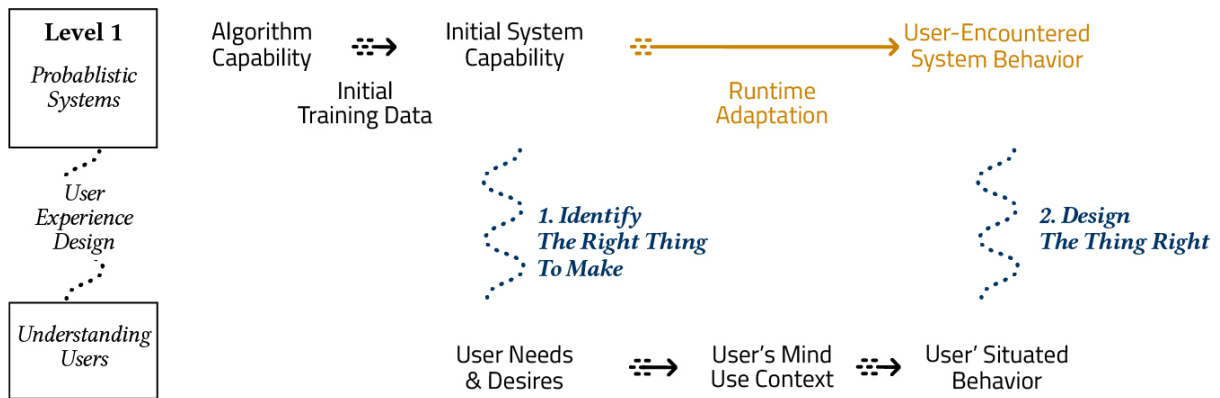 Level 1
Probablistic
Systems
User
Experience
Design
Understanding
Users
Algorithm
Capability
Initial
Training Data
Initial System
Capability
Runtime
Adaptation
User-Encountered
System Behavior
1. Identify
The Right Thing
To Make
2. Design
The Thing Right
User Needs
& Desires
User's Mind
Use Context
User' Situated
Behavior